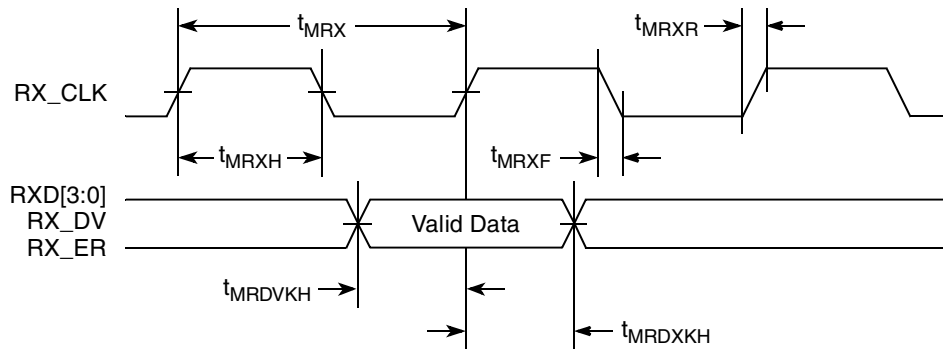 tMRX
tMRXR
RX_CLK
tMRXH
tMRXF
RXD[3:0]
RX_DV
RX_ER
Valid Data
tMRDVKH
tMRDXKH